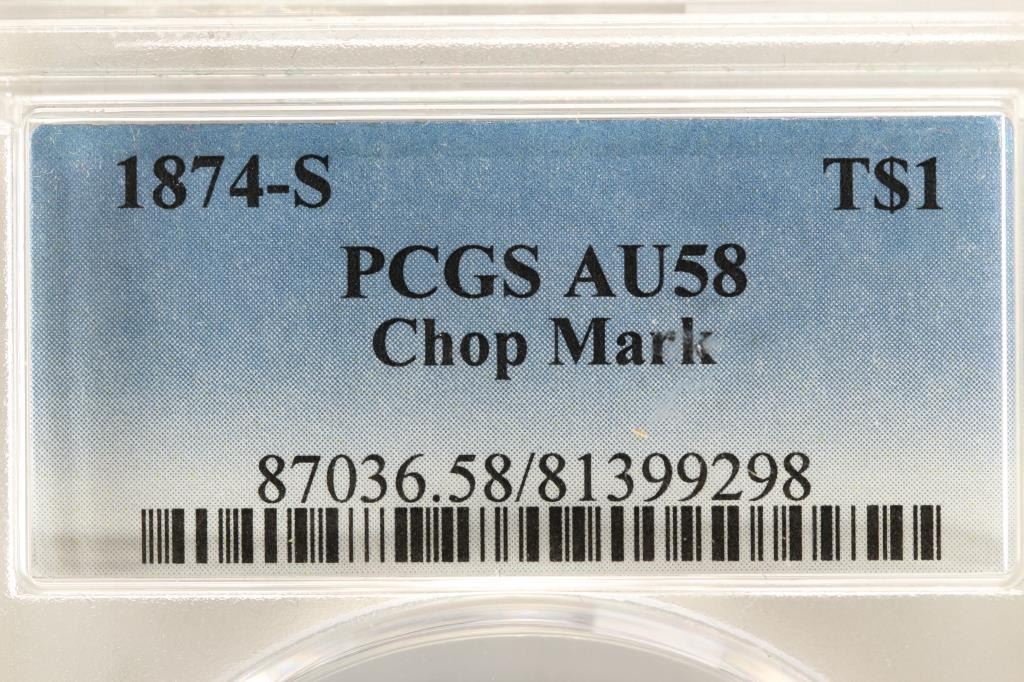 1874-S T$1
PCGS AU58
Chop Mark
87036.58/81399298